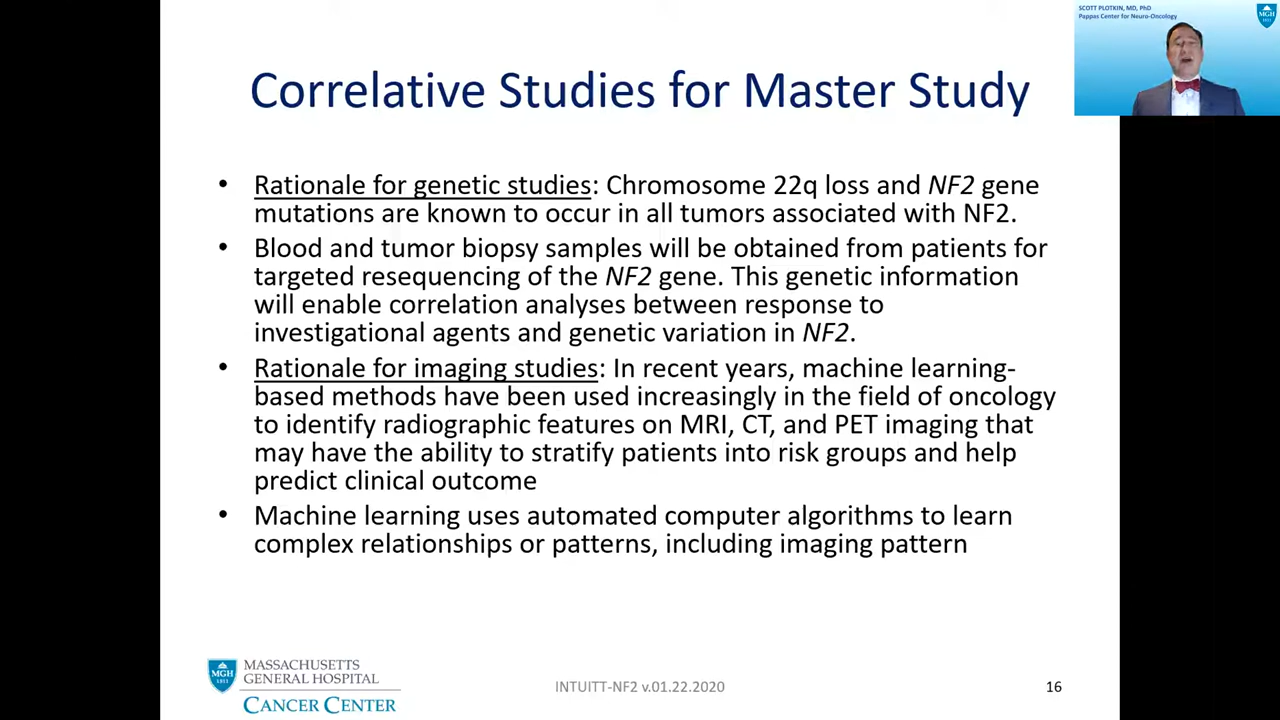 SCOTT PLOTKIN, MD, PhD
Pappas Center for Neuro-Oncology
MGH
1811
Correlative Studies for Master Study
• Rationale for genetic studies: Chromosome 22q loss and NF2 gene
mutations are known to occur in all tumors associated with NF2.
• Blood and tumor biopsy samples will be obtained from patients for
targeted resequencing of the NF2 gene. This genetic information
will enable correlation analyses between response to
investigational agents and genetic variation in NF2.
• Rationale for imaging studies: In recent years, machine learning-
based methods have been used increasingly in the field of oncology
to identify radiographic features on MRI, CT, and PET imaging that
may have the ability to stratify patients into risk groups and help
predict clinical outcome
• Machine learning uses automated computer algorithms to learn
complex relationships or patterns, including imaging pattern
MGH
1811
MASSACHUSETTS
GENERAL HOSPITAL
CANCER CENTER
INTUITT-NF2 v.01.22.2020
16